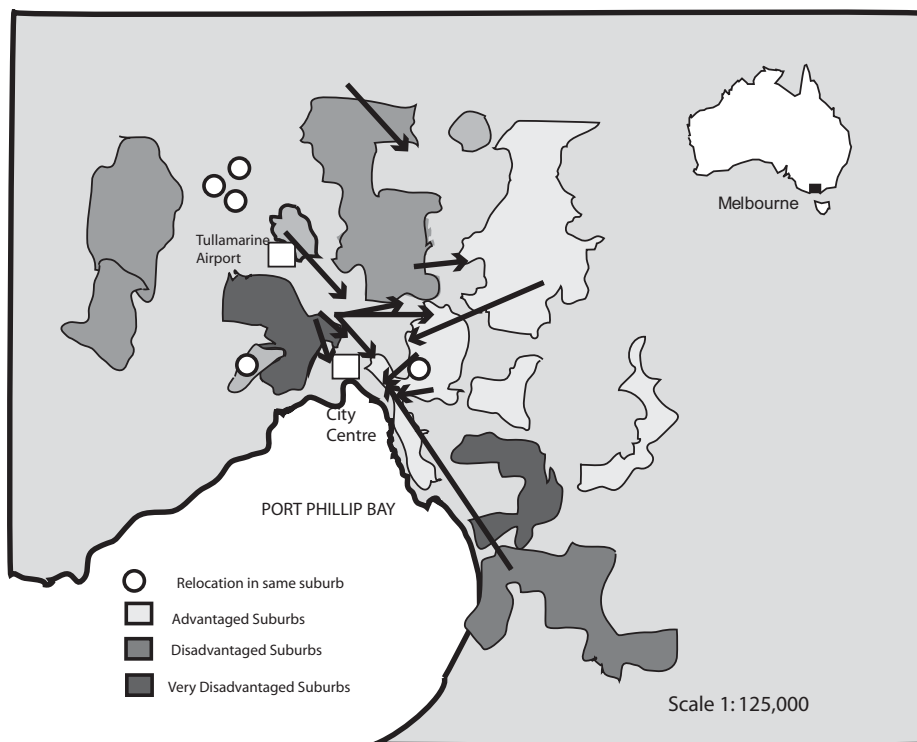 Melbourne
Tullamarine
Airport
City
Centre
PORT PHILLIP BAY
Relocation in same suburb
Advantaged Suburbs
Disadvantaged Suburbs
Very Disadvantaged Suburbs
Scale 1: 125,000